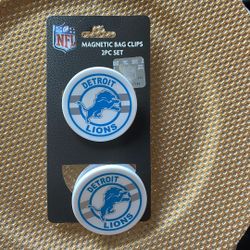 NFL
MAGNETIC BAG CLIPS
2PC SET
DETROIT
LIONS
DETROIT
LIONS